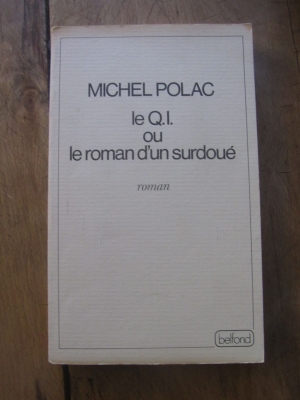 MICHEL POLAC
le Q.I.
ou
le roman d'un surdoué
roman
belfond